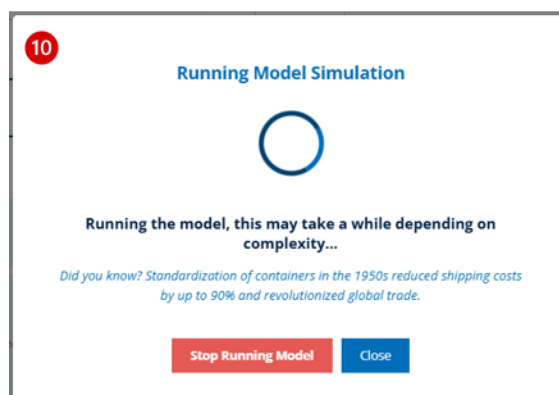 10
Running Model Simulation
Running the model, this may take a while depending on
complexity...
Did you know? Standardization of containers in the 1950s reduced shipping costs
by up to 90% and revolutionized global trade.
Stop Running Model
Close